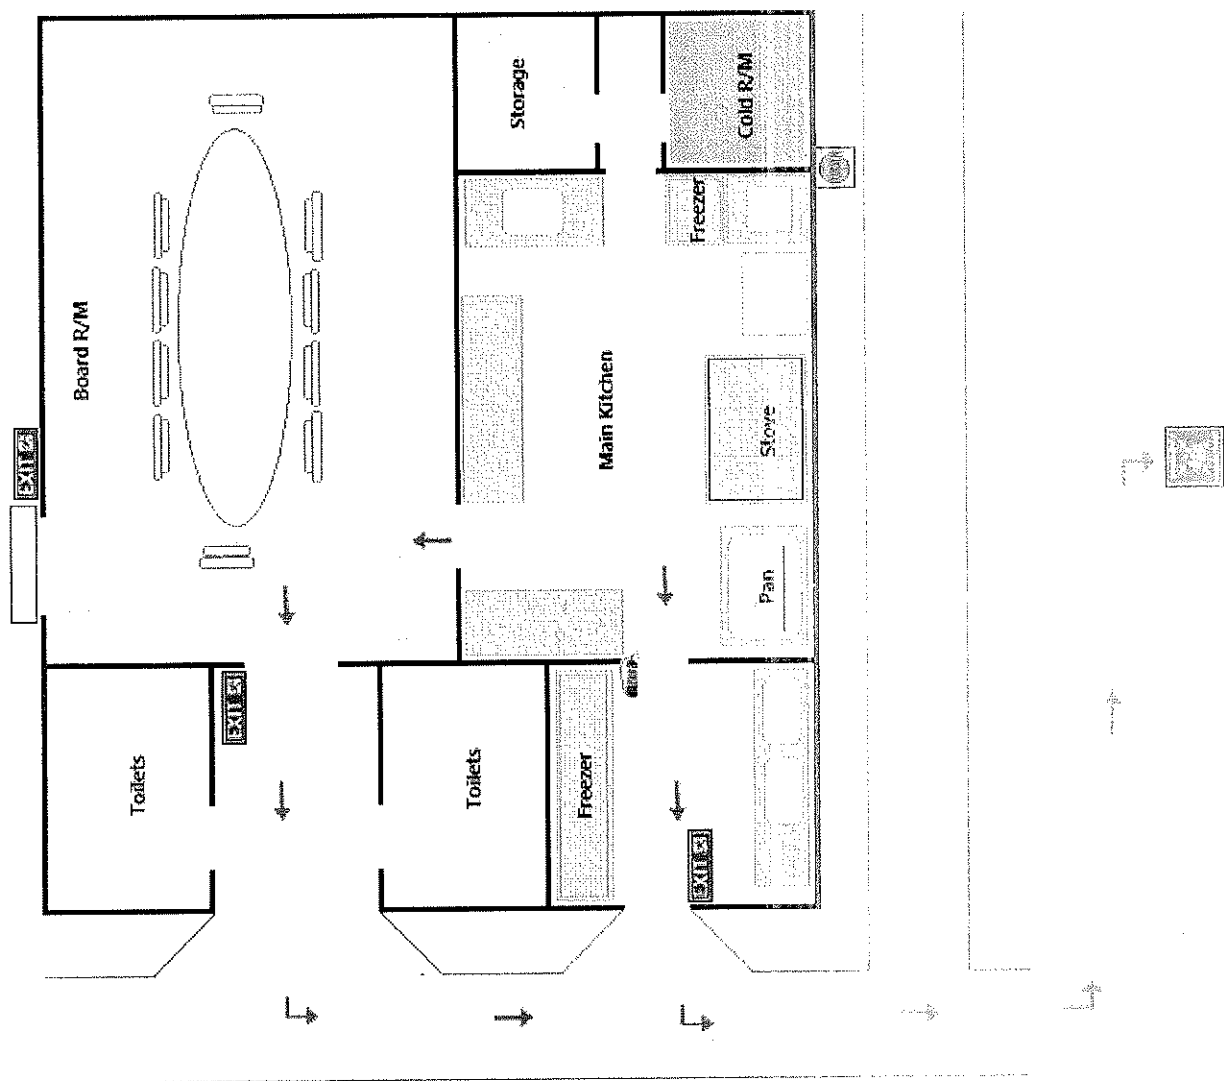 Board R/M
Storage
Cold R/M
Freezer
Main Kitchen
Stove
Pan
EXIT
EXIT
EXIT
Toilets
Toilets
Freezer